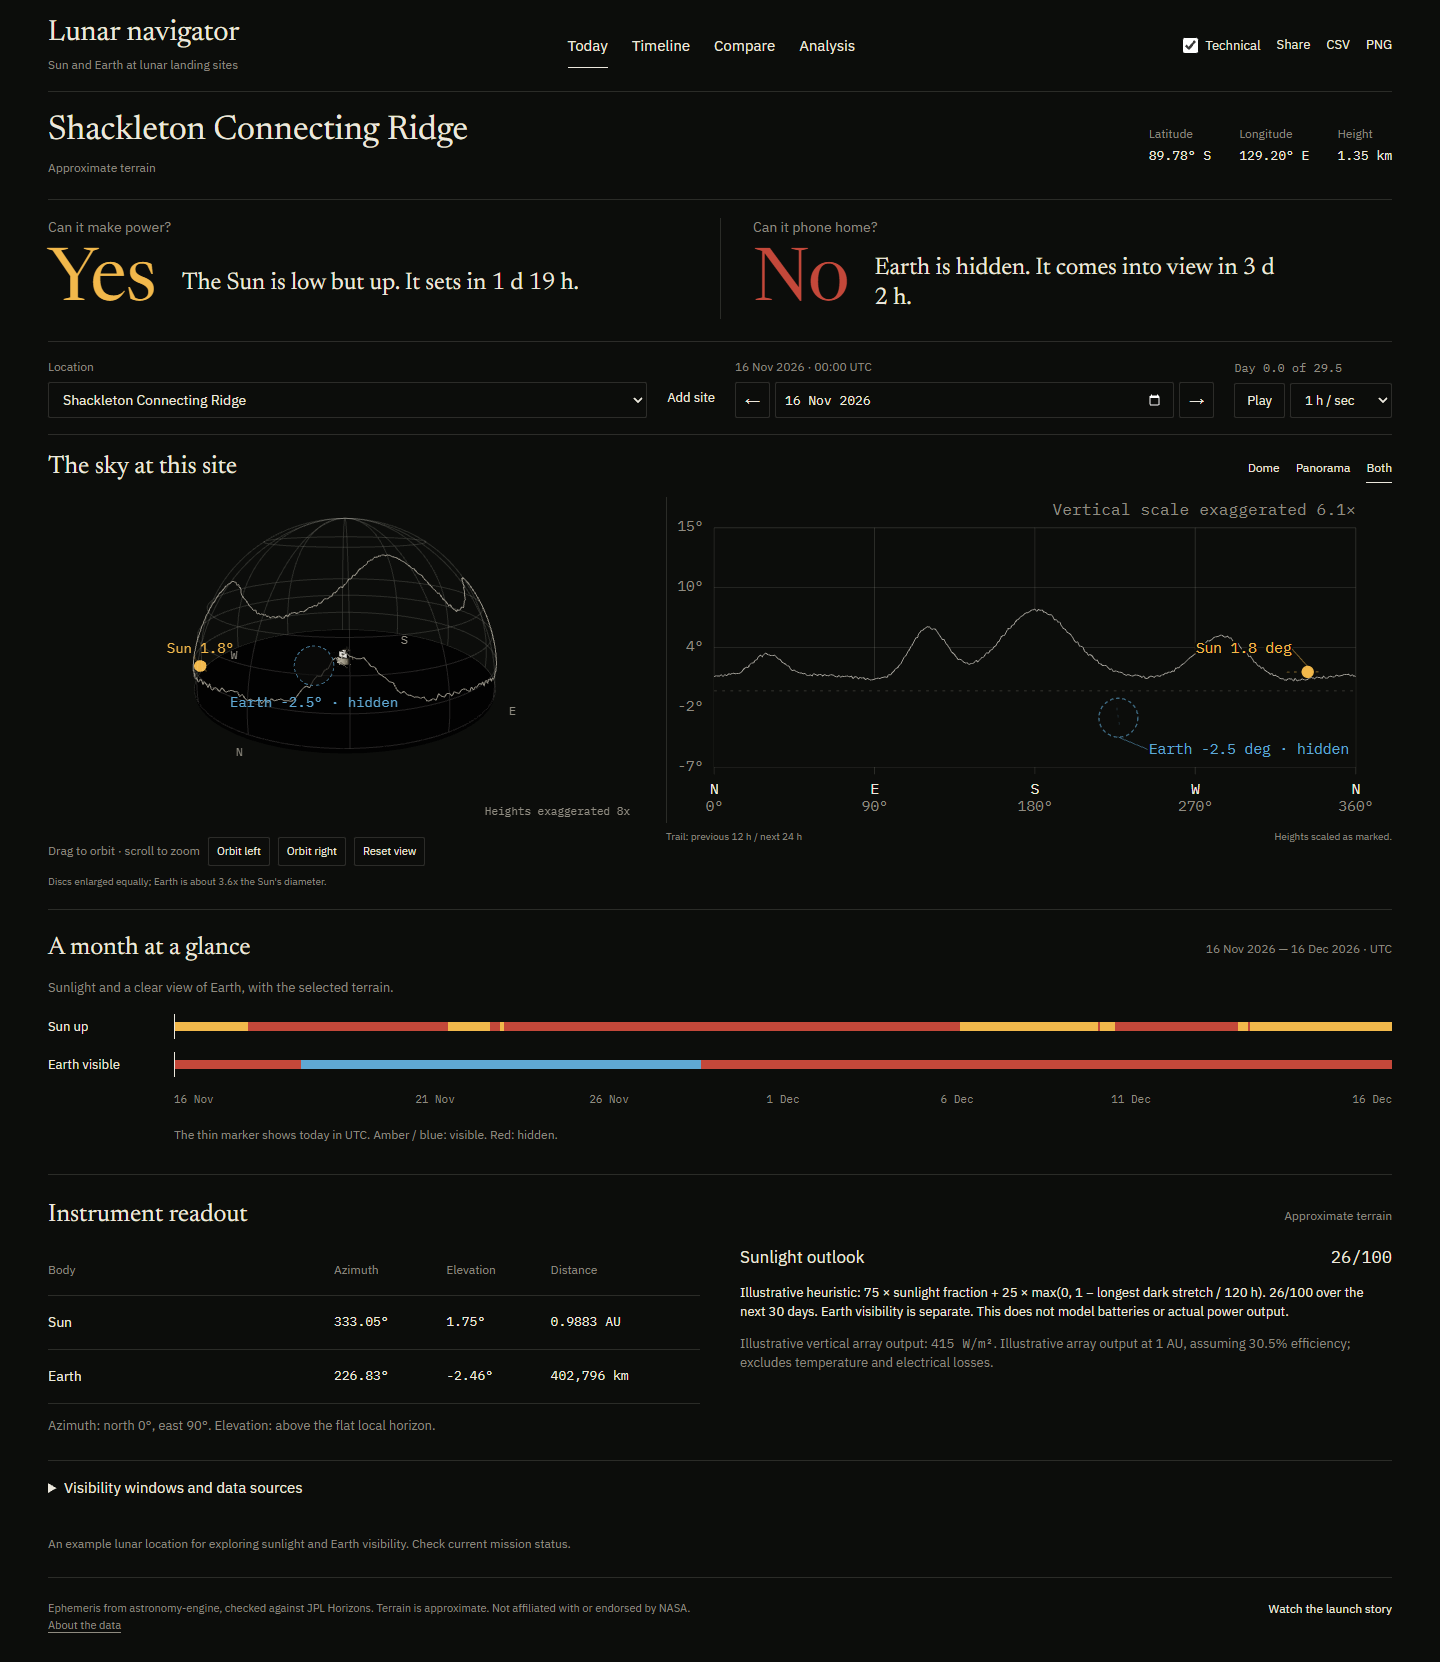 Lunar navigator
Sun and Earth at lunar landing sites
Today Timeline Compare Analysis
Technical Share CSV PNG
Shackleton Connecting Ridge
Approximate terrain
Latitude Longitude Height
89.78° S 129.20° E 1.35 km
Can it make power?
Yes
The Sun is low but up. It sets in 1 d 19 h.
Can it phone home?
No
Earth is hidden. It comes into view in 3 d
2 h.
Location
Shackleton Connecting Ridge
Add site
16 Nov 2026 · 00:00 UTC
← 16 Nov 2026 →
Day 0.0 of 29.5
Play 1 h / sec
The sky at this site
Dome Panorama Both
Sun 1.8°
W
S
Earth -2.5° · hidden
E
N
Heights exaggerated 8x
Drag to orbit · scroll to zoom Orbit left Orbit right Reset view
Discs enlarged equally; Earth is about 3.6x the Sun's diameter.
Vertical scale exaggerated 6.1×
15°
10°
4°
-2°
-7°
Sun 1.8 deg
Earth -2.5 deg · hidden
N E S W N
0° 90° 180° 270° 360°
Trail: previous 12 h / next 24 h
Heights scaled as marked.
A month at a glance
16 Nov 2026 — 16 Dec 2026 · UTC
Sunlight and a clear view of Earth, with the selected terrain.
Sun up
Earth visible
16 Nov 21 Nov 26 Nov 1 Dec 6 Dec 11 Dec 16 Dec
The thin marker shows today in UTC. Amber / blue: visible. Red: hidden.
Instrument readout
Approximate terrain
Body Azimuth Elevation Distance
Sun 333.05° 1.75° 0.9883 AU
Earth 226.83° -2.46° 402,796 km
Azimuth: north 0°, east 90°. Elevation: above the flat local horizon.
Sunlight outlook 26/100
Illustrative heuristic: 75 × sunlight fraction + 25 × max(0, 1 − longest dark stretch / 120 h). 26/100 over the
next 30 days. Earth visibility is separate. This does not model batteries or actual power output.
Illustrative vertical array output: 415 W/m². Illustrative array output at 1 AU, assuming 30.5% efficiency;
excludes temperature and electrical losses.
Visibility windows and data sources
An example lunar location for exploring sunlight and Earth visibility. Check current mission status.
Ephemeris from astronomy-engine, checked against JPL Horizons. Terrain is approximate. Not affiliated with or endorsed by NASA.
About the data
Watch the launch story